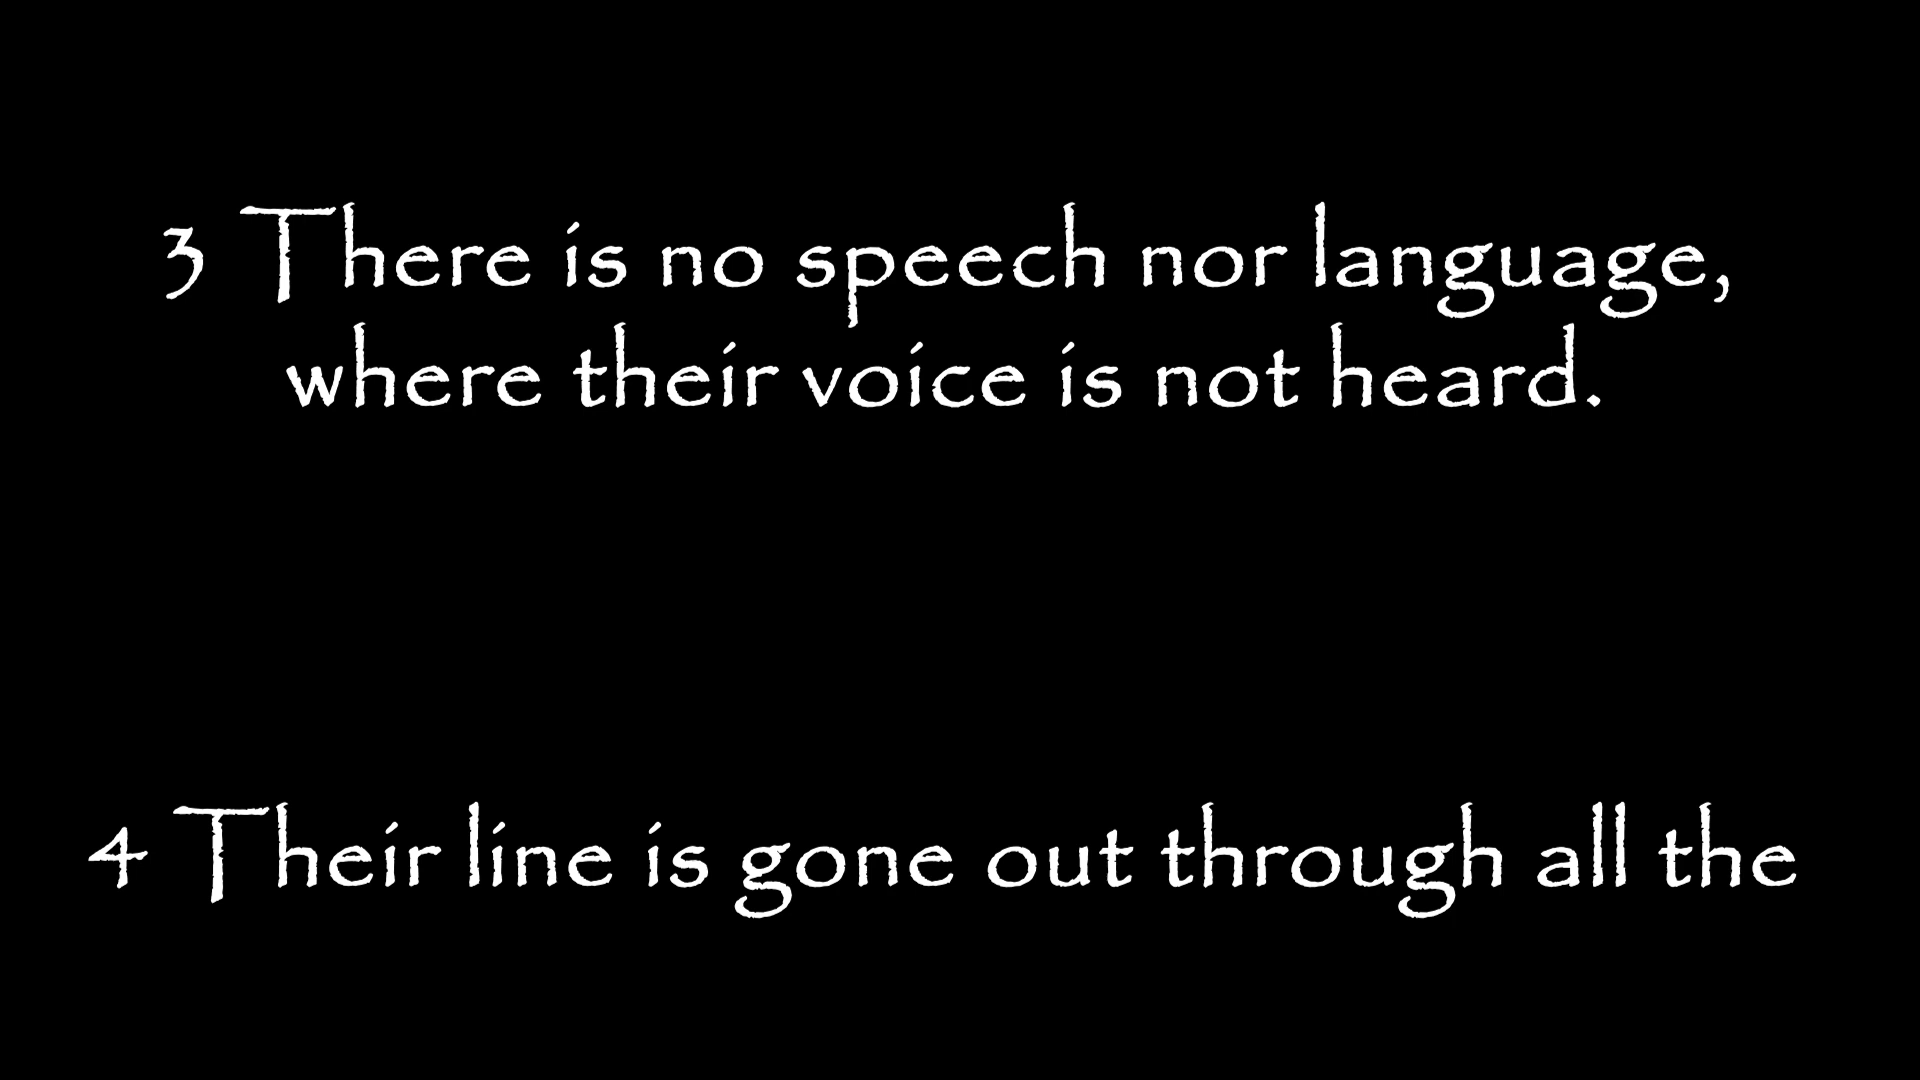 3 There is no speech nor language,
where their voice is not heard.
4 Their line is gone out through all the